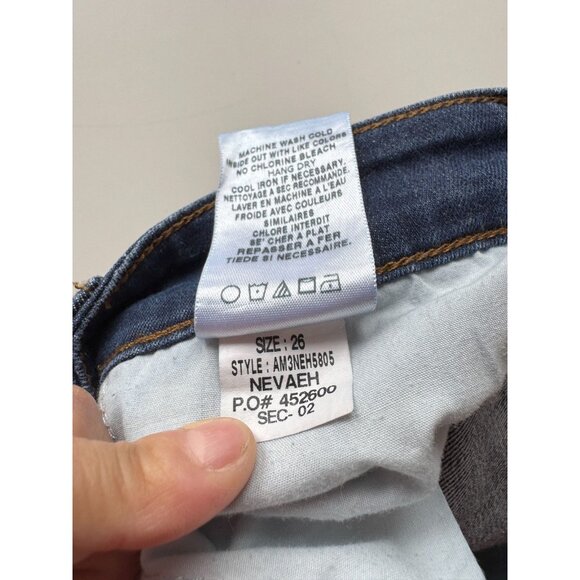 MACHINE WASH COLD
INSIDE OUT WITH LIKE COLORS
NO CHLORINE BLEACH
HANG DRY
COOL IRON IF NECESSARY.
NETTOYAGE A SEC RECOMMANDE.
LAVER EN MACHINE A L'EAU
FROIDE AVEC COULEURS
SIMILAIRES
CHLORE INTERDIT
SE' CHER A PLAT
REPASSER A FER
TIEDE SI NECESSAIRE.
SIZE : 26
STYLE : AM3NEH5805
NEVAEH
P.O# 452600
SEC- 02